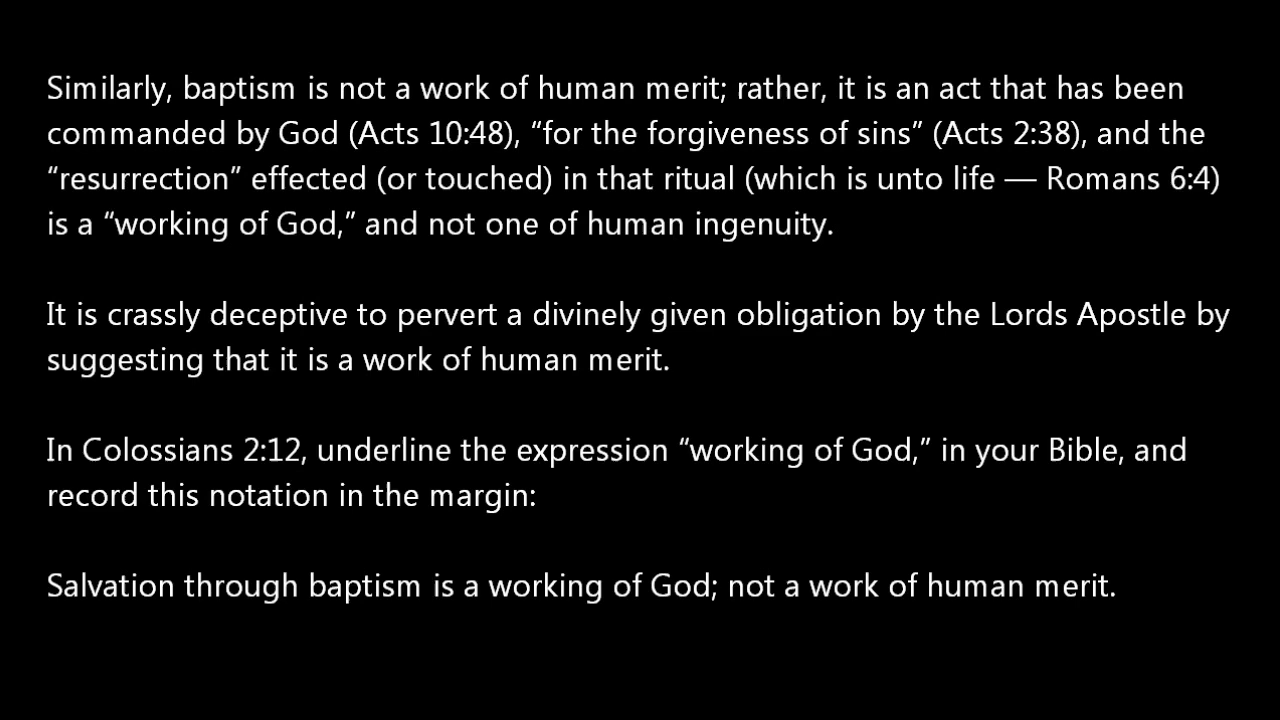 Similarly, baptism is not a work of human merit; rather, it is an act that has been
commanded by God (Acts 10:48), “for the forgiveness of sins” (Acts 2:38), and the
“resurrection” effected (or touched) in that ritual (which is unto life — Romans 6:4)
is a “working of God,” and not one of human ingenuity.
It is crassly deceptive to pervert a divinely given obligation by the Lords Apostle by
suggesting that it is a work of human merit.
In Colossians 2:12, underline the expression “working of God,” in your Bible, and
record this notation in the margin:
Salvation through baptism is a working of God; not a work of human merit.